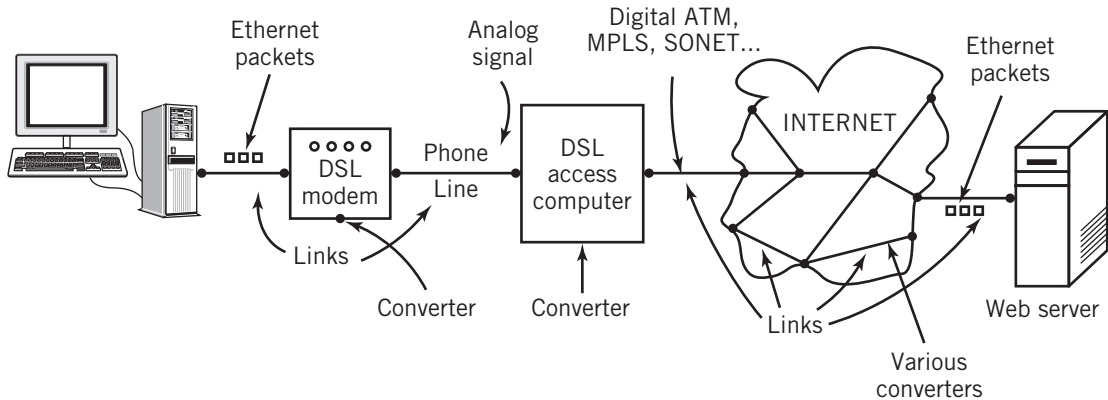 Ethernet
packets
Analog
signal
Digital ATM,
MPLS, SONET...
Ethernet
packets
INTERNET
DSL
modem
Phone
Line
DSL
access
computer
Links
Converter
Converter
Links
Web server
Various
converters